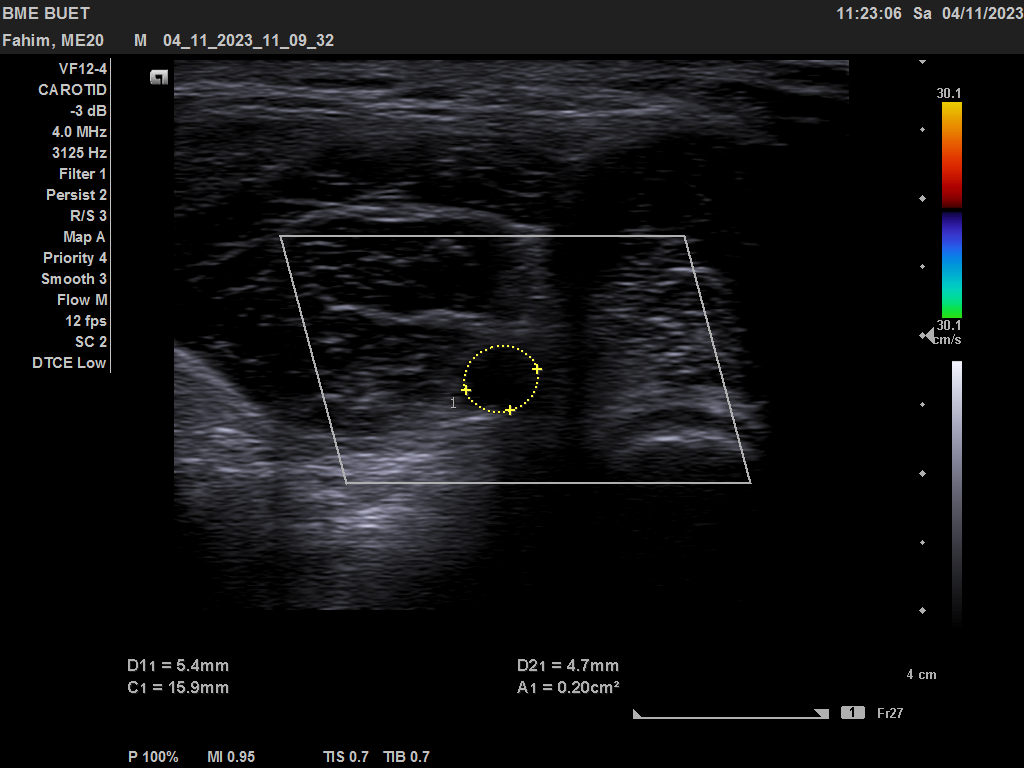 BME BUET 11:23:06 Sa 04/11/2023
Fahim, ME20 M 04_11_2023_11_09_32
VF12-4
CAROTID
-3 dB
4.0 MHz
3125 Hz
Filter 1
Persist 2
R/S 3
Map A
Priority 4
Smooth 3
Flow M
12 fps
SC 2
DTCE Low
30.1
30.1
cm/s
1
D11 = 5.4mm D21 = 4.7mm
C1 = 15.9mm A1 = 0.20cm²
4 cm
1 Fr27
P 100% MI 0.95 TIS 0.7 TIB 0.7